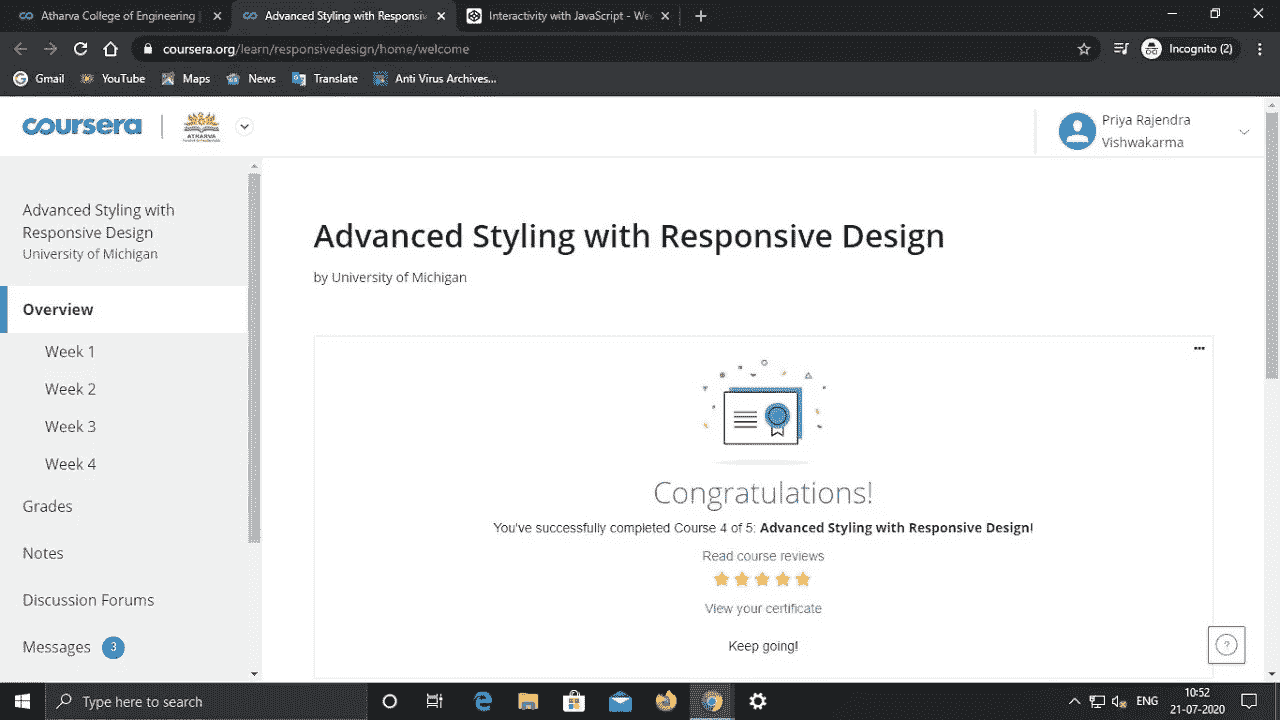 Atharva College of Engineering |
Advanced Styling with Responsiv
Interactivity with JavaScript - We
coursera.org/learn/responsivedesign/home/welcome
Incognito (2)
Gmail
YouTube
Maps
News
Translate
Anti Virus Archives...
coursera
ATHARVA
Priya Rajendra
Vishwakarma
Advanced Styling with
Responsive Design
University of Michigan
Overview
Week 1
Week 2
Week 3
Week 4
Grades
Notes
Discussion Forums
Messages 3
Advanced Styling with Responsive Design
by University of Michigan
Congratulations!
You've successfully completed Course 4 of 5: Advanced Styling with Responsive Design!
Read course reviews
View your certificate
Keep going!
?
Type here to search
ENG
10:52
21-07-2020